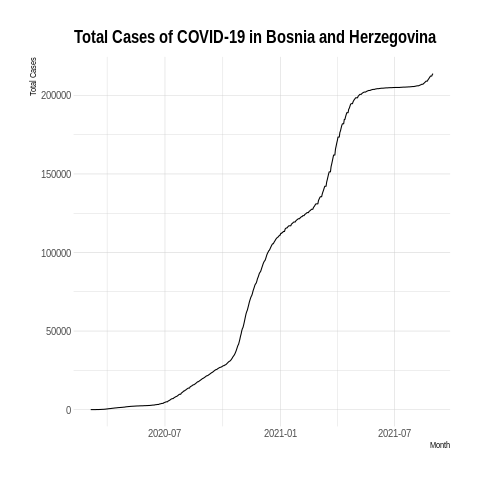 Total Cases of COVID-19 in Bosnia and Herzegovina
Total Cases
200000
150000
100000
50000
0
2020-07 2021-01 2021-07
Month